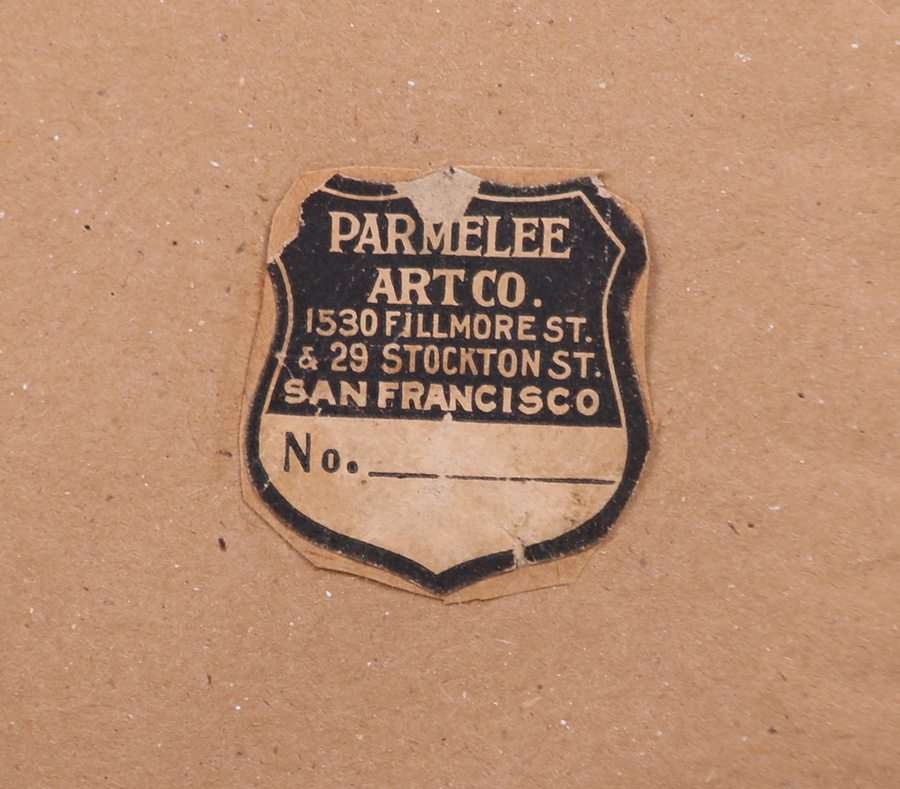 PARMELEE
ART CO.
1530 FILLMORE ST.
& 29 STOCKTON ST.
SAN FRANCISCO
No.